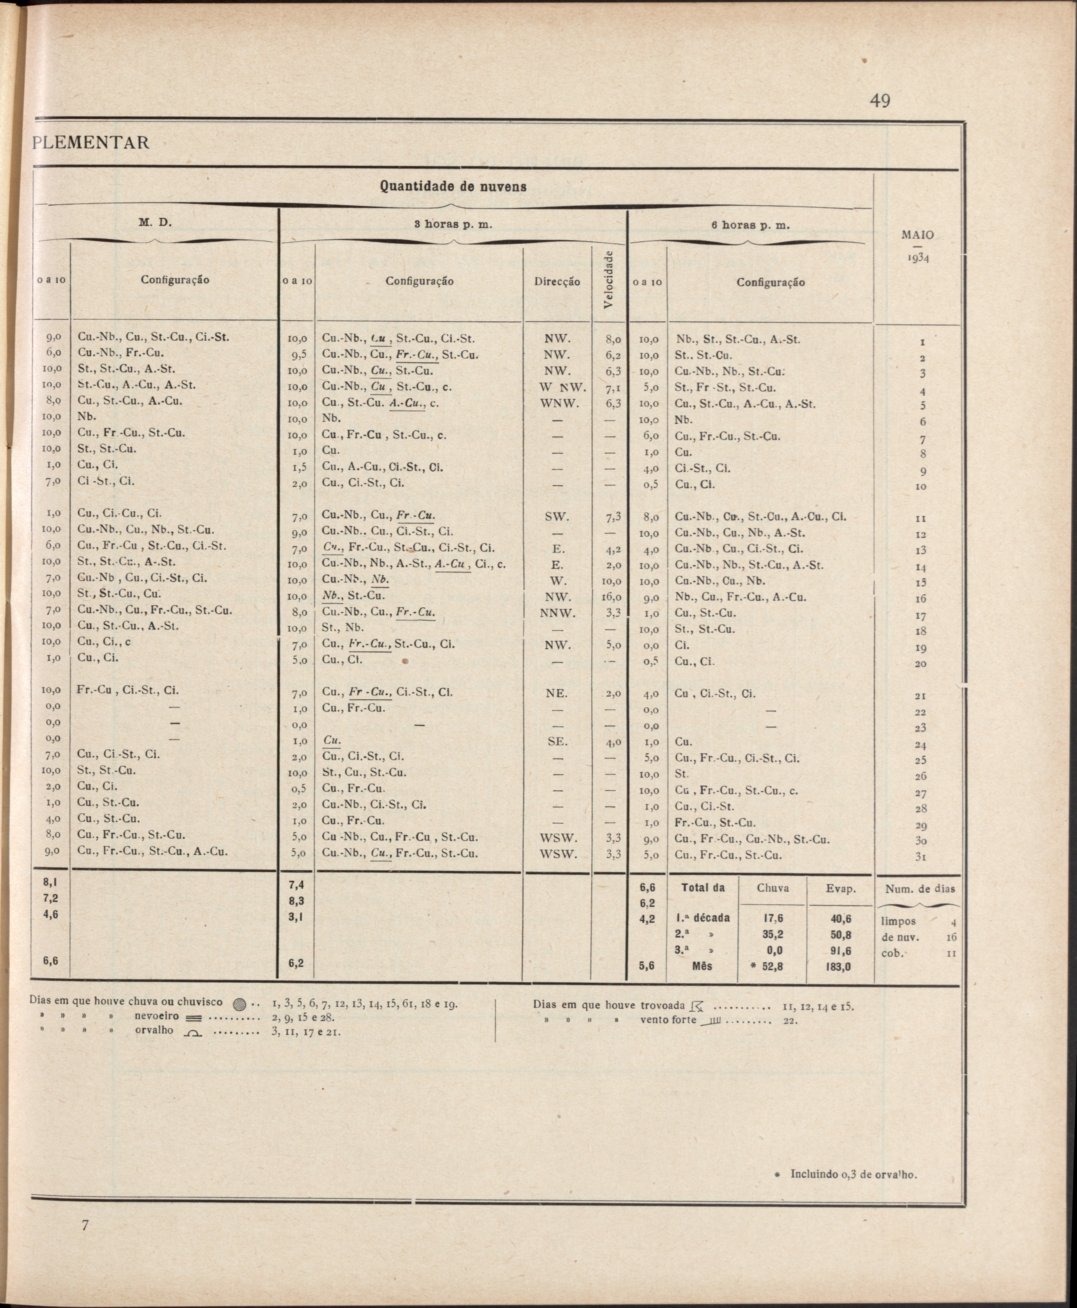 49
PLEMENTAR
Quantidade de nuvens
M. D. 3 horas p. m. 6 horas p. m. MAIO
—
1934
0 a 10 Configuração 0 a 10 Configuração Direcção Velocidade 0 a 10 Configuração
9,0 Cu.-Nb., Cu., St.-Cu., Ci.-St. 10,0 Cu.-Nb., Cu , St.-Cu., Ci.-St. NW. 8,0 10,0 Nb., St., St.-Cu., A.-St. 1
6,0 Cu.-Nb., Fr.-Cu. 9,5 Cu.-Nb., Cu., Fr.-Cu., St.-Cu. NW. 6,2 10,0 St.. St.-Cu. 2
10,0 St., St.-Cu., A.-St. 10,0 Cu.-Nb., Cu., St.-Cu. NW. 6,3 10,0 Cu.-Nb., Nb., St.-Cu. 3
10,0 St.-Cu., A.-Cu., A.-St. 10,0 Cu.-Nb., Cu , St.-Cu., c. W NW. 7,1 5,0 St., Fr -St., St.-Cu. 4
8,0 Cu., St.-Cu., A.-Cu. 10,0 Cu., St.-Cu. A.-Cu., c. WNW. 6,3 10,0 Cu., St.-Cu., A.-Cu., A.-St. 5
10,0 Nb. 10,0 Nb. — — 10,0 Nb. 6
10,0 Cu., Fr -Cu., St.-Cu. 10,0 Cu., Fr.-Cu , St.-Cu., c. — — 6,0 Cu., Fr.-Cu., St.-Cu. 7
10,0 St., St.-Cu. 1,0 Cu. — — 1,0 Cu. 8
1,0 Cu., Ci. 1,5 Cu., A.-Cu., Ci.-St., Ci. — — 4,0 Ci.-St., Ci. 9
7,0 Ci -St., Ci. 2,0 Cu., Ci.-St., Ci. — — 0,5 Cu., Ci. 10
1,0 Cu., Ci.-Cu., Ci. 7,0 Cu.-Nb., Cu., Fr -Cu. SW. 7,3 8,0 Cu.-Nb., Cu., St.-Cu., A.-Cu., Ci. 11
10,0 Cu.-Nb., Cu., Nb., St.-Cu. 9,0 Cu.-Nb., Cu., Ci.-St., Ci. — — 10,0 Cu.-Nb., Cu., Nb., A.-St. 12
6,0 Cu., Fr.-Cu , St.-Cu., Ci.-St. 7,0 Cu., Fr.-Cu., St.-Cu., Ci.-St., Ci. E. 4,2 4,0 Cu.-Nb., Cu., Ci.-St., Ci. 13
10,0 St., St.-Cu., A.-St. 10,0 Cu.-Nb., Nb., A.-St., A.-Cu , Ci., c. E. 2,0 10,0 Cu.-Nb., Nb., St.-Cu., A.-St. 14
7,0 Cu.-Nb , Cu., Ci.-St., Ci. 10,0 Cu.-Nb., Nb. W. 10,0 10,0 Cu.-Nb., Cu., Nb. 15
10,0 St., St.-Cu., Cu. 10,0 Nb., St.-Cu. NW. 16,0 9,0 Nb., Cu., Fr.-Cu., A.-Cu. 16
7,0 Cu.-Nb., Cu., Fr.-Cu., St.-Cu. 8,0 Cu.-Nb., Cu., Fr.-Cu. NNW. 3,3 1,0 Cu., St.-Cu. 17
10,0 Cu., St.-Cu., A.-St. 10,0 St., Nb. — — 10,0 St., St.-Cu. 18
10,0 Cu., Ci., c 7,0 Cu., Fr.-Cu., St.-Cu., Ci. NW. 5,0 0,0 Ci. 19
1,0 Cu., Ci. 5,0 Cu., Ci. — — 0,5 Cu., Ci. 20
10,0 Fr.-Cu , Ci.-St., Ci. 7,0 Cu., Fr -Cu., Ci.-St., Ci. NE. 2,0 4,0 Cu , Ci.-St., Ci. 21
0,0 — 1,0 Cu., Fr.-Cu. — — 0,0 — 22
0,0 — 0,0 — — — 0,0 — 23
0,0 — 1,0 Cu. SE. 4,0 1,0 Cu. 24
7,0 Cu., Ci.-St., Ci. 2,0 Cu., Ci.-St., Ci. — — 5,0 Cu., Fr.-Cu., Ci.-St., Ci. 25
10,0 St., St.-Cu. 10,0 St., Cu., St.-Cu. — — 10,0 St. 26
2,0 Cu., Ci. 0,5 Cu., Fr.-Cu. — — 10,0 Cu , Fr.-Cu., St.-Cu., c. 27
1,0 Cu., St.-Cu. 2,0 Cu.-Nb., Ci.-St., Ci. — — 1,0 Cu., Ci.-St. 28
4,0 Cu., St.-Cu. 1,0 Cu., Fr.-Cu. — — 1,0 Fr.-Cu., St.-Cu. 29
8,0 Cu., Fr.-Cu., St.-Cu. 5,0 Cu -Nb., Cu., Fr.-Cu , St.-Cu. WSW. 3,3 9,0 Cu., Fr.-Cu., Cu.-Nb., St.-Cu. 30
9,0 Cu., Fr.-Cu., St.-Cu., A.-Cu. 5,0 Cu.-Nb., Cu., Fr.-Cu., St.-Cu. WSW. 3,3 5,0 Cu., Fr.-Cu., St.-Cu. 31
8,1 7,4 6,6 Total da Chuva Evap. Num. de dias
7,2 8,3 6,2
4,6 3,1 4,2 1.ª década 17,6 40,6 limpos 4
2.ª » 35,2 50,8 de nuv. 16
3.ª » 0,0 91,6 cob. 11
6,6 6,2 5,6 Mês * 52,8 183,0
Dias em que houve chuva ou chuvisco .. 1, 3, 5, 6, 7, 12, 13, 14, 15, 61, 18 e 19.
» » » » nevoeiro .......... 2, 9, 15 e 28.
» » » » orvalho ......... 3, 11, 17 e 21.
Dias em que houve trovoada .......... 11, 12, 14 e 15.
» » » » vento forte ......... 22.
* Incluindo 0,3 de orvalho.
7